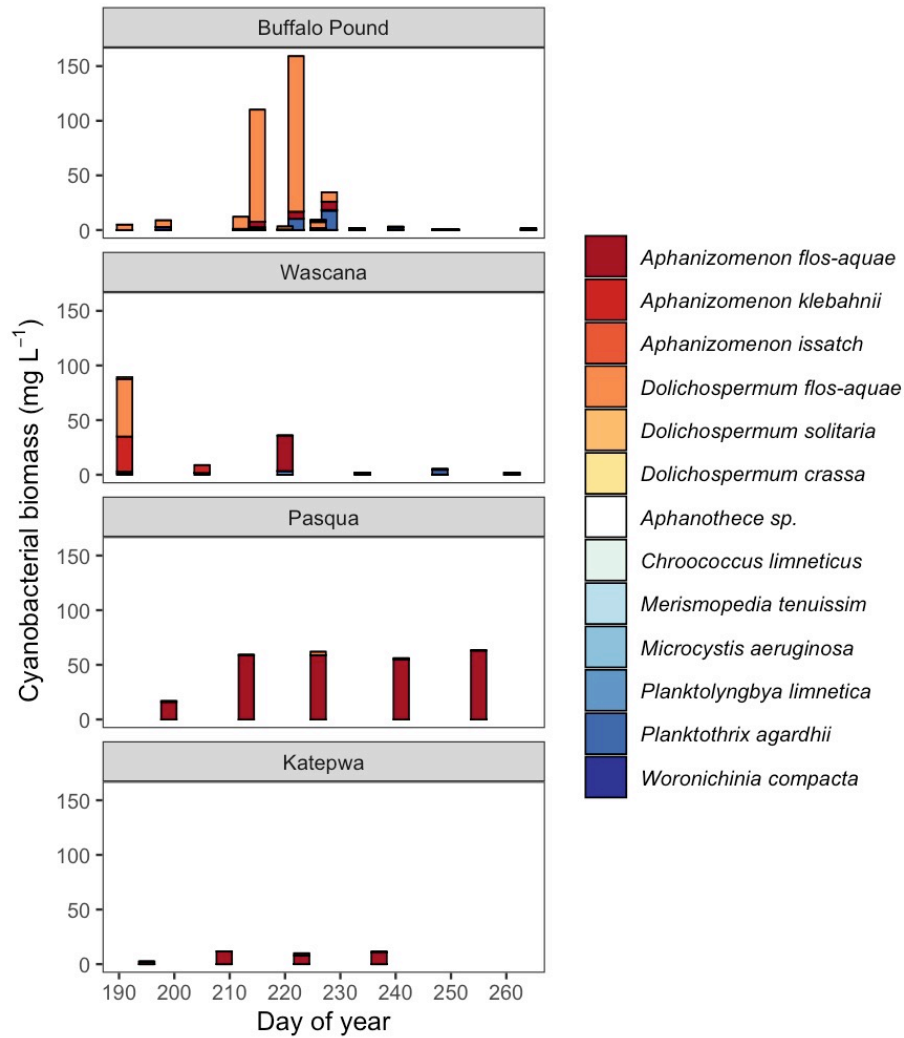 Buffalo Pound
150
100
50
0
Wascana
150
100
50
0
Pasqua
150
100
50
0
Katepwa
150
100
50
0
190 200 210 220 230 240 250 260
Day of year
Cyanobacterial biomass (mg L⁻¹)
Aphanizomenon flos-aquae
Aphanizomenon klebahnii
Aphanizomenon issatch
Dolichospermum flos-aquae
Dolichospermum solitaria
Dolichospermum crassa
Aphanothece sp.
Chroococcus limneticus
Merismopedia tenuissim
Microcystis aeruginosa
Planktolyngbya limnetica
Planktothrix agardhii
Woronichinia compacta